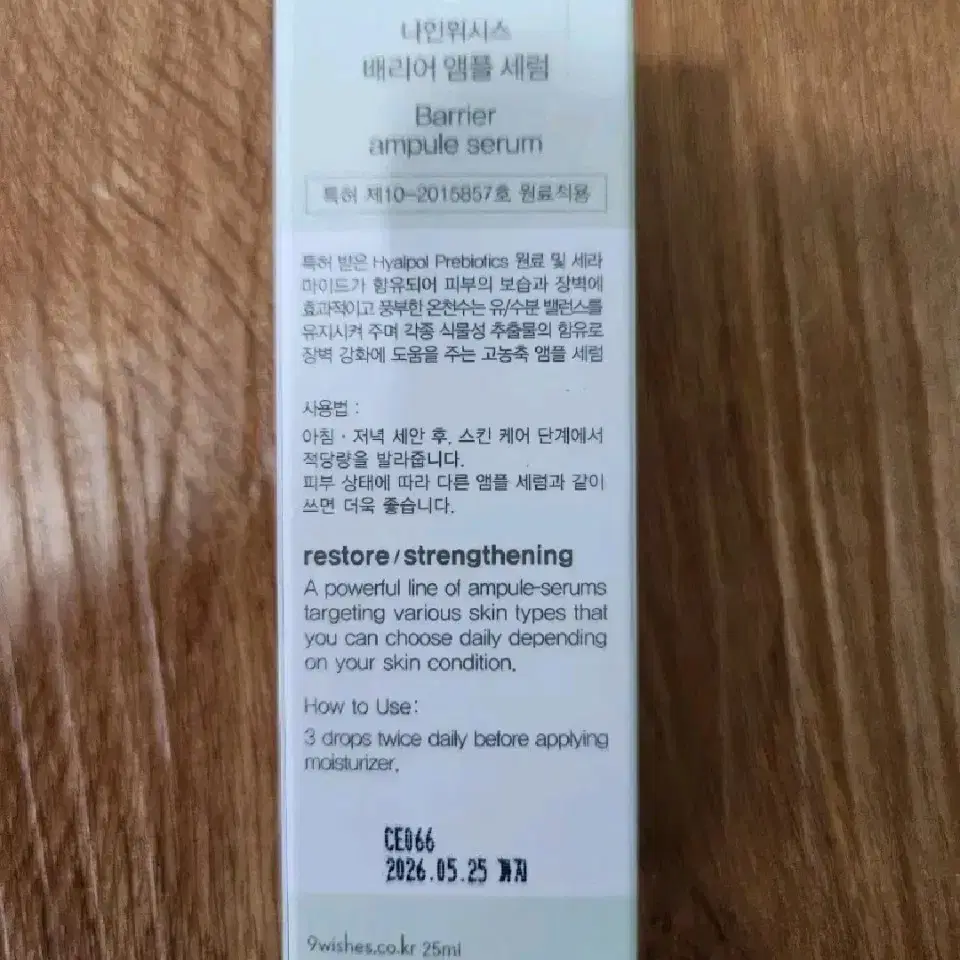 나인위시스
배리어 앰플 세럼
Barrier
ampule serum
특허 제10-2015857호 원료적용
특허 받은 Hyalpol Prebiotics 원료 및 세라
마이드가 함유되어 피부의 보습과 장벽에
효과적이고 풍부한 온천수는 유/수분 밸런스를
유지시켜 주며 각종 식물성 추출물의 함유로
장벽 강화에 도움을 주는 고농축 앰플 세럼
사용법 :
아침 · 저녁 세안 후, 스킨 케어 단계에서
적당량을 발라줍니다.
피부 상태에 따라 다른 앰플 세럼과 같이
쓰면 더욱 좋습니다.
restore/strengthening
A powerful line of ampule-serums
targeting various skin types that
you can choose daily depending
on your skin condition.
How to Use:
3 drops twice daily before applying
moisturizer.
CE066
2026.05.25 까지
9wishes.co.kr 25ml